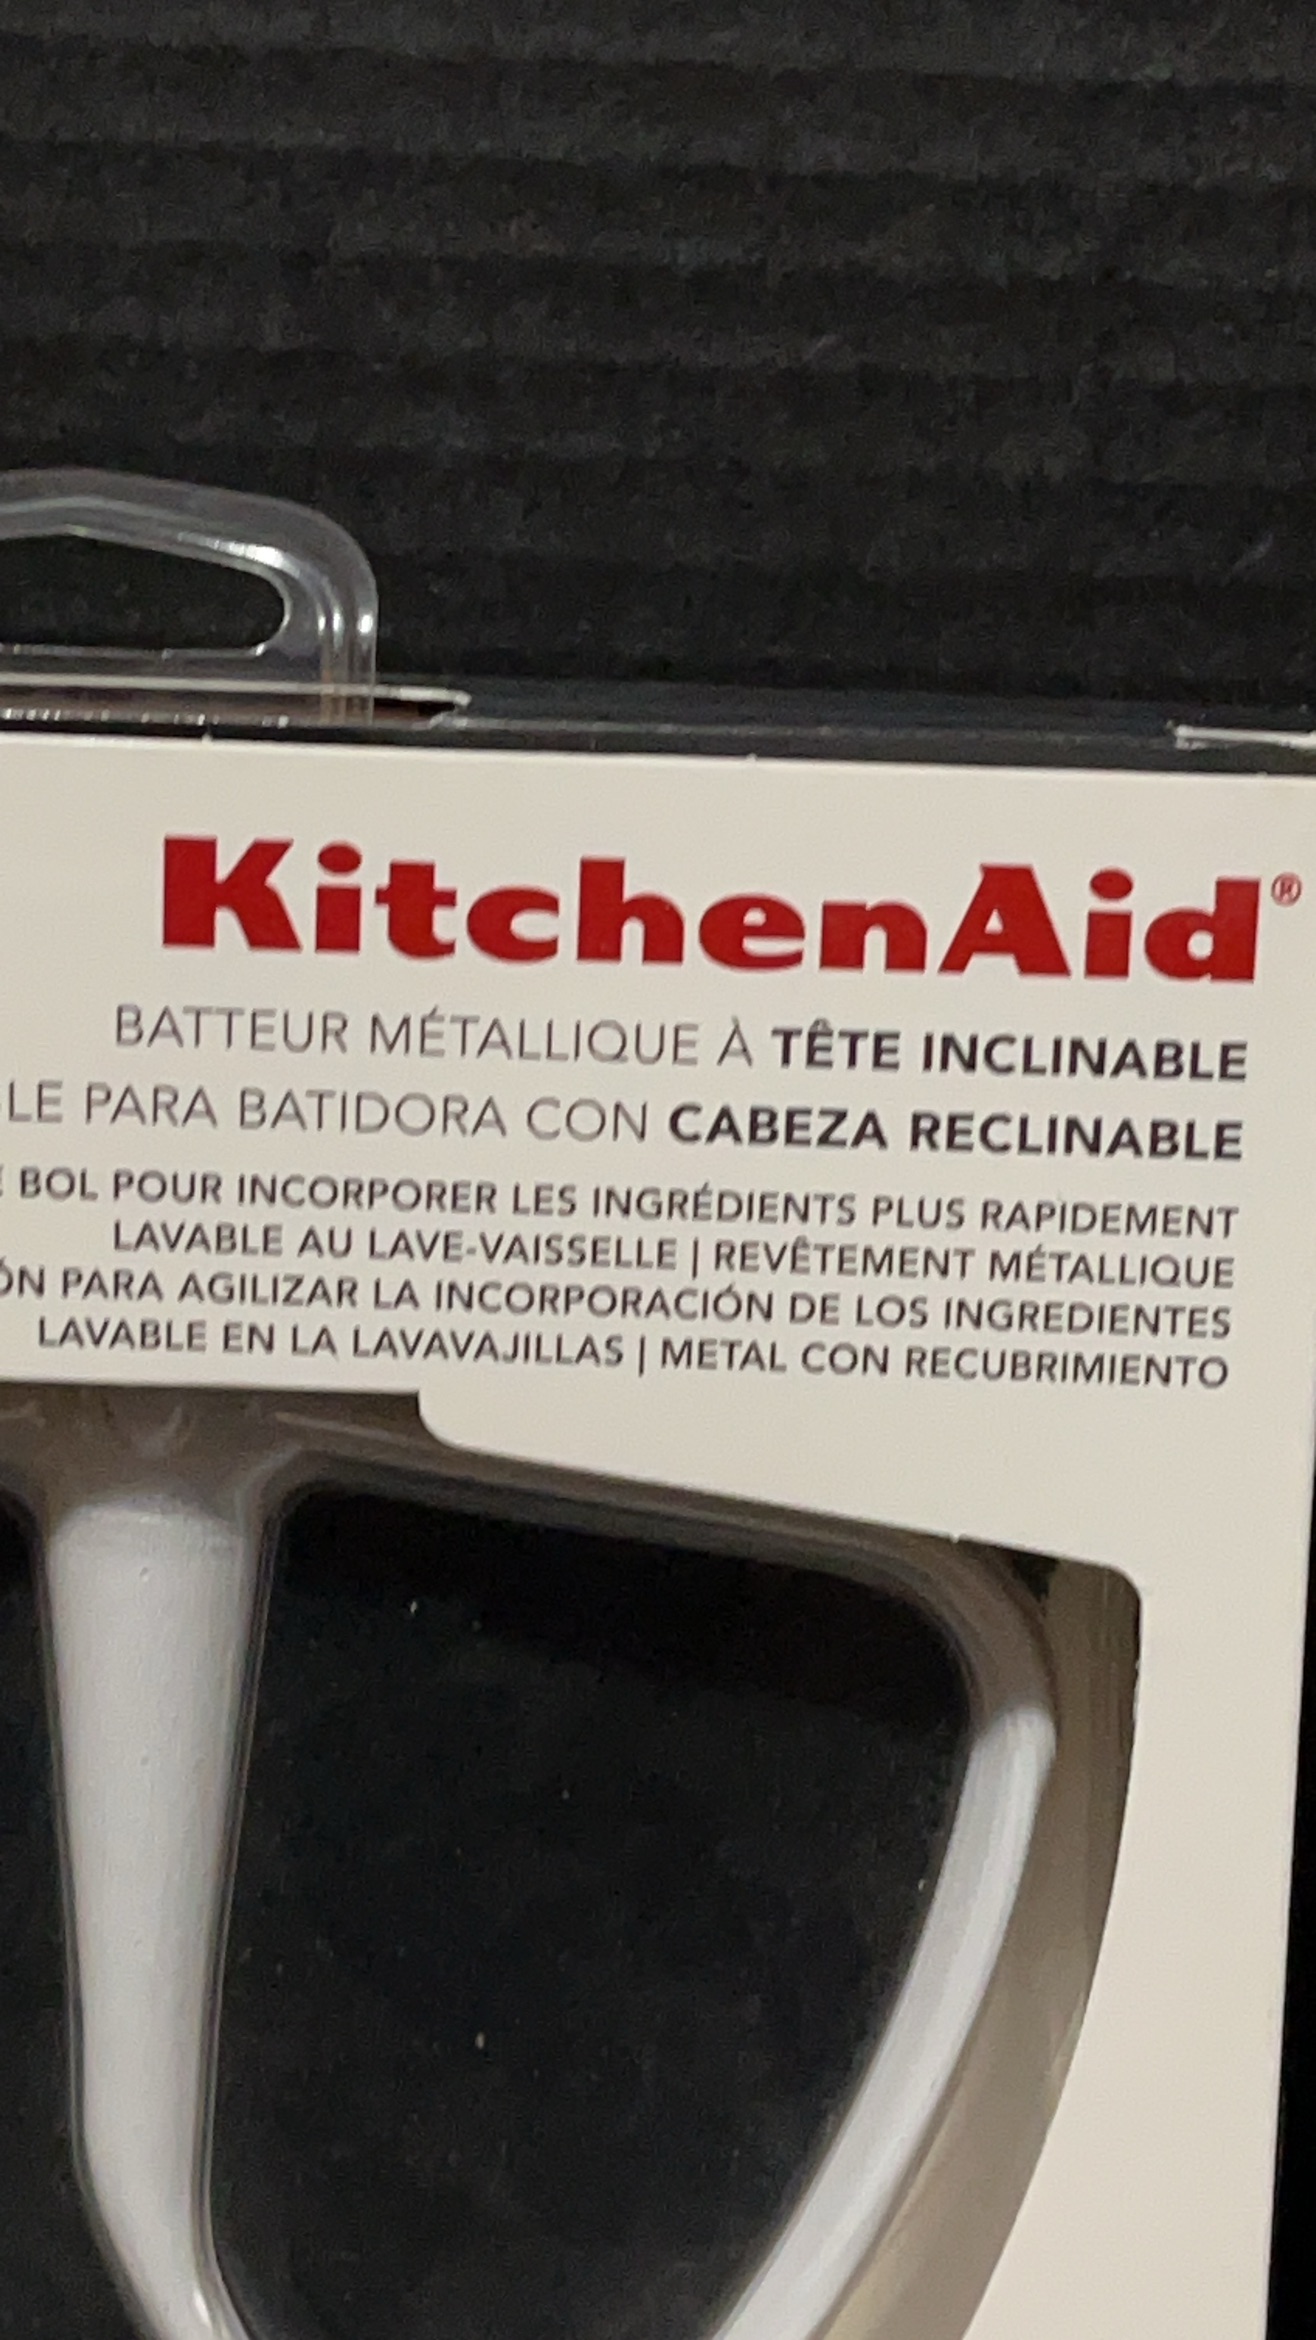 KitchenAid®
BATTEUR MÉTALLIQUE À TÊTE INCLINABLE
PARA BATIDORA CON CABEZA RECLINABLE
BOL POUR INCORPORER LES INGRÉDIENTS PLUS RAPIDEMENT
LAVABLE AU LAVE-VAISSELLE | REVÊTEMENT MÉTALLIQUE
PARA AGILIZAR LA INCORPORACIÓN DE LOS INGREDIENTES
LAVABLE EN LA LAVAVAJILLAS | METAL CON RECUBRIMIENTO